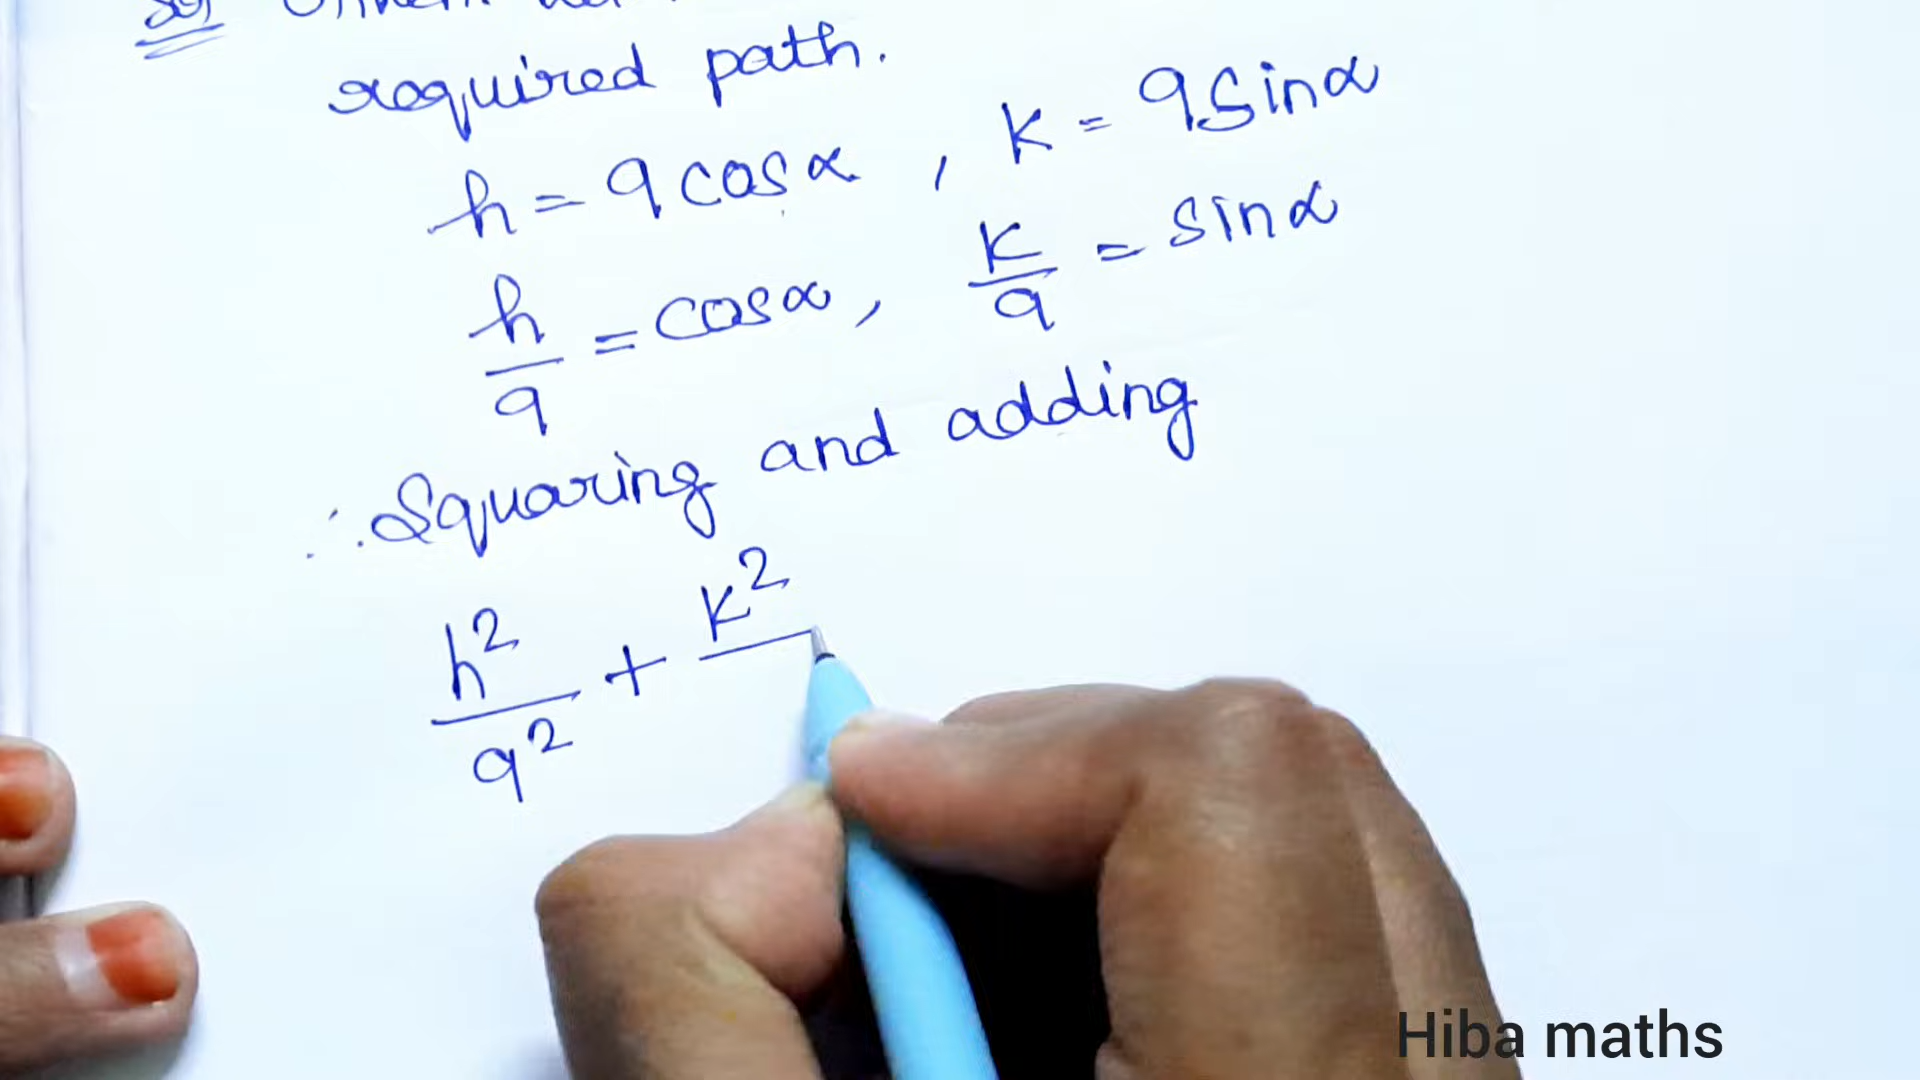 required path.
h = 9 cos α , k = 9 sin α
h/9 = cos α , k/9 = sin α
∴ Squaring and adding
h²/9² + k²
Hiba maths